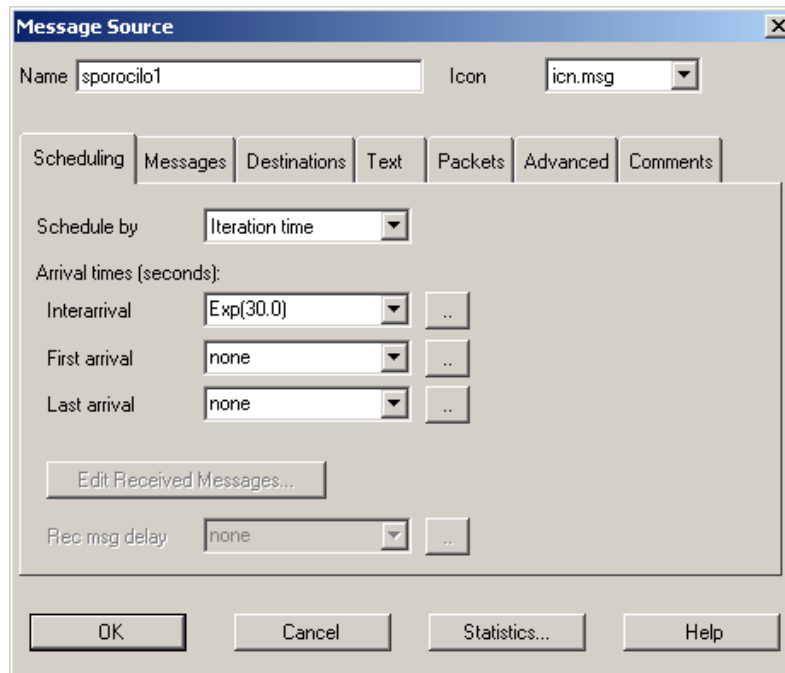 Message Source
Name sporocilo1 Icon icn.msg
Scheduling Messages Destinations Text Packets Advanced Comments
Schedule by Iteration time
Arrival times (seconds):
Interarrival Exp(30.0) ..
First arrival none ..
Last arrival none ..
Edit Received Messages...
Rec msg delay none ..
OK Cancel Statistics... Help